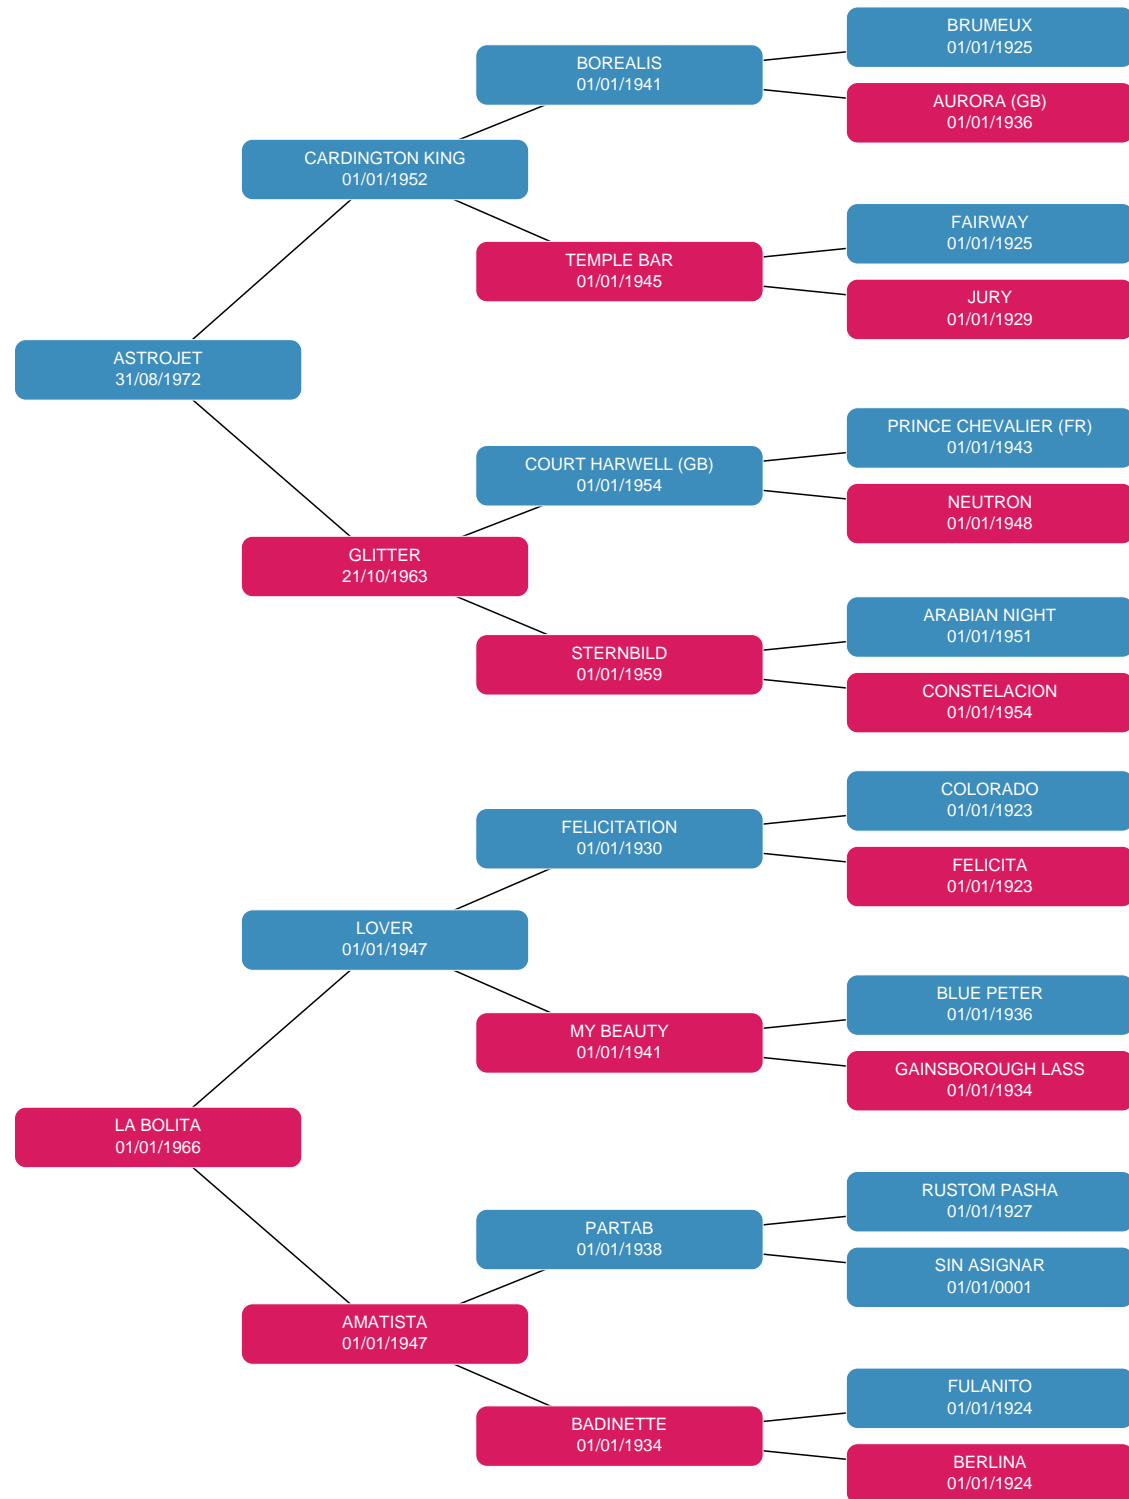 BRUMEUX
01/01/1925
BOREALIS
01/01/1941
AURORA (GB)
01/01/1936
CARDINGTON KING
01/01/1952
FAIRWAY
01/01/1925
TEMPLE BAR
01/01/1945
JURY
01/01/1929
ASTROJET
31/08/1972
PRINCE CHEVALIER (FR)
01/01/1943
COURT HARWELL (GB)
01/01/1954
NEUTRON
01/01/1948
GLITTER
21/10/1963
ARABIAN NIGHT
01/01/1951
STERNBILD
01/01/1959
CONSTELACION
01/01/1954
COLORADO
01/01/1923
FELICITATION
01/01/1930
FELICITA
01/01/1923
LOVER
01/01/1947
BLUE PETER
01/01/1936
MY BEAUTY
01/01/1941
GAINSBOROUGH LASS
01/01/1934
LA BOLITA
01/01/1966
RUSTOM PASHA
01/01/1927
PARTAB
01/01/1938
SIN ASIGNAR
01/01/0001
AMATISTA
01/01/1947
FULANITO
01/01/1924
BADINETTE
01/01/1934
BERLINA
01/01/1924